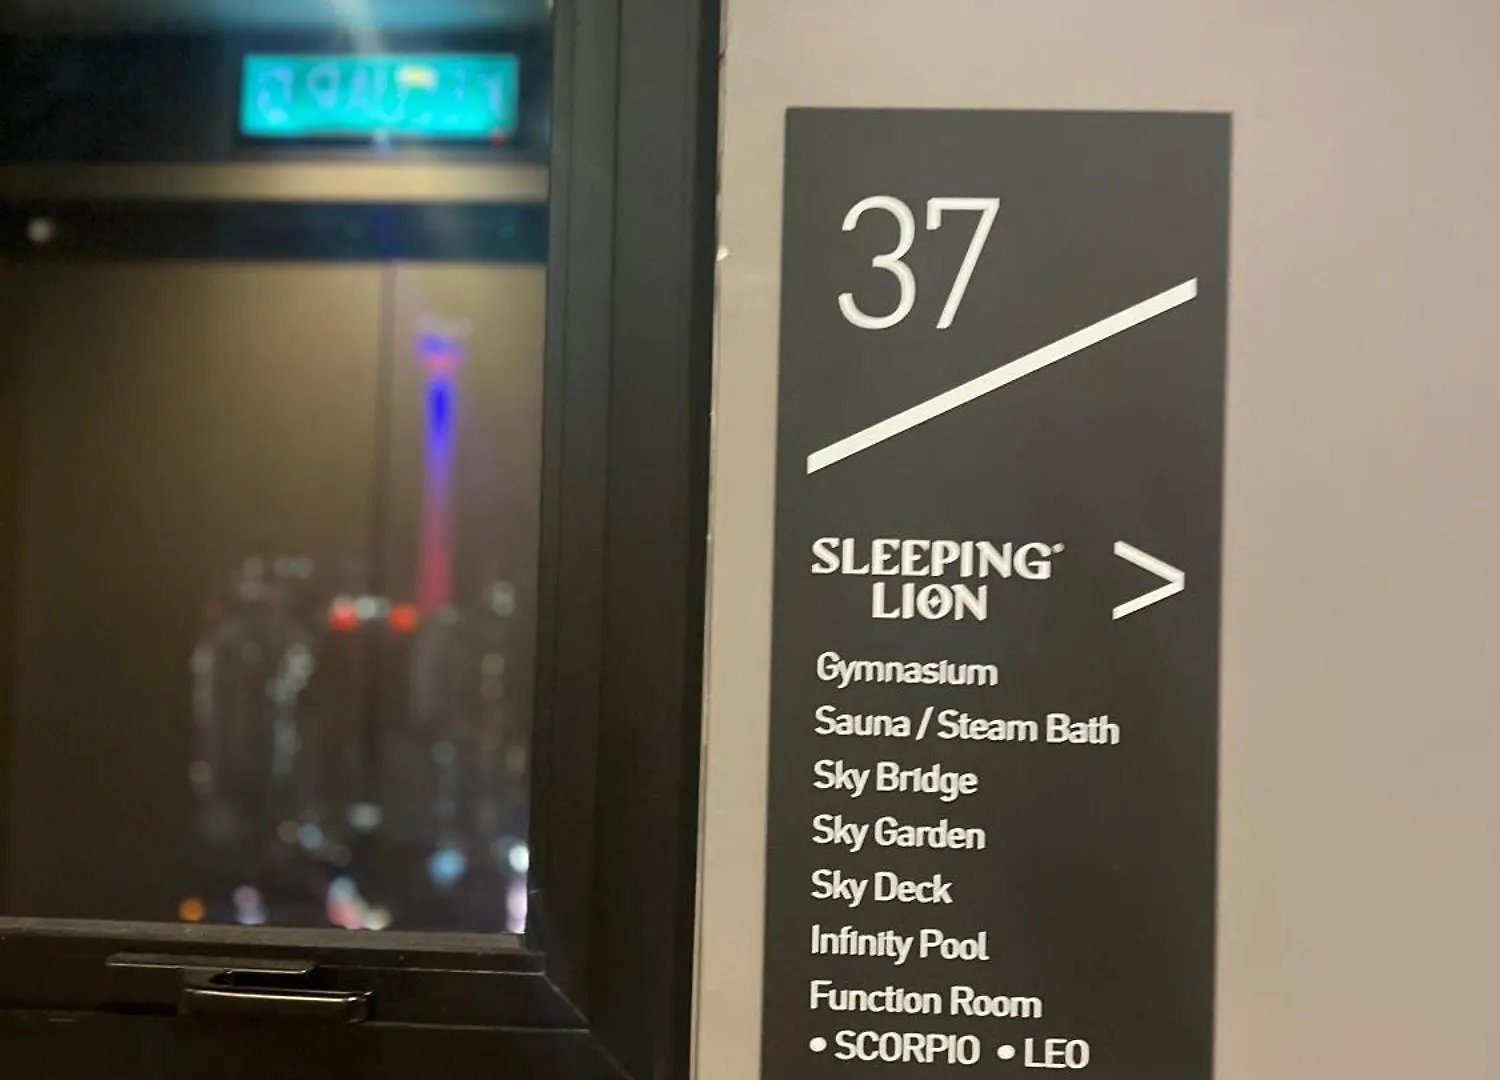 37
SLEEPING
LION
>
Gymnasium
Sauna / Steam Bath
Sky Bridge
Sky Garden
Sky Deck
Infinity Pool
Function Room
• SCORPIO • LEO